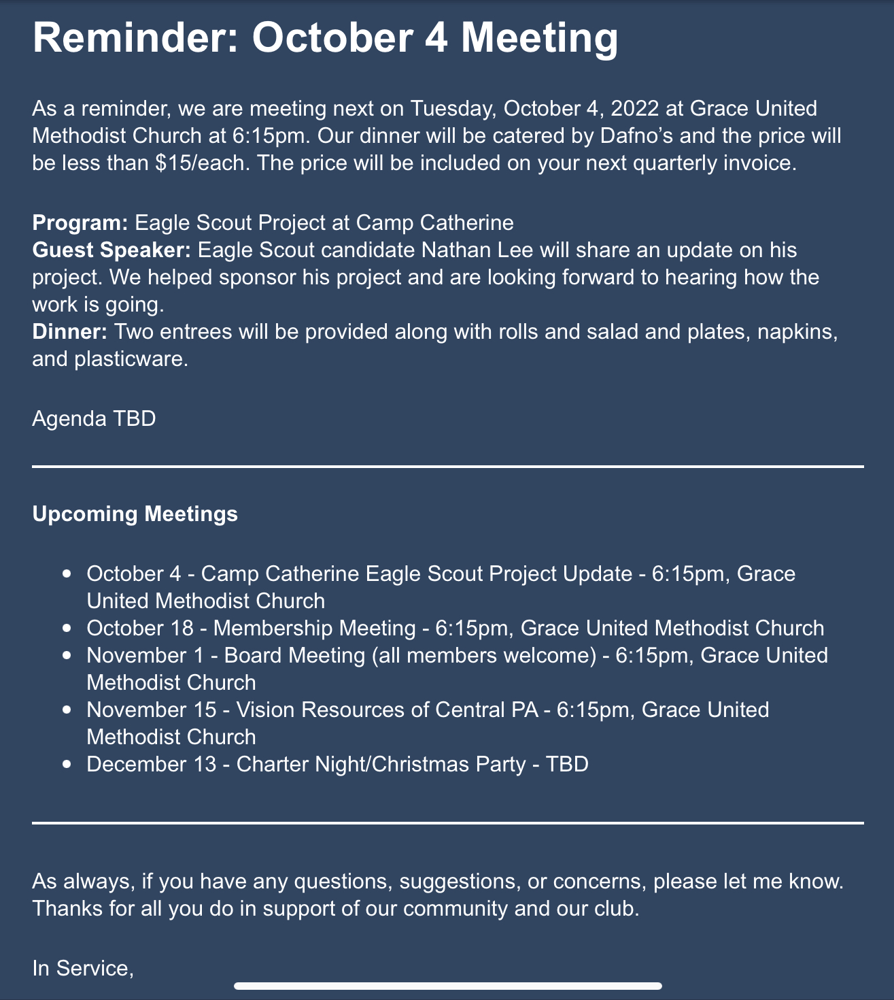 Reminder: October 4 Meeting
As a reminder, we are meeting next on Tuesday, October 4, 2022 at Grace United
Methodist Church at 6:15pm. Our dinner will be catered by Dafno’s and the price will
be less than $15/each. The price will be included on your next quarterly invoice.
Program: Eagle Scout Project at Camp Catherine
Guest Speaker: Eagle Scout candidate Nathan Lee will share an update on his
project. We helped sponsor his project and are looking forward to hearing how the
work is going.
Dinner: Two entrees will be provided along with rolls and salad and plates, napkins,
and plasticware.
Agenda TBD
Upcoming Meetings
• October 4 - Camp Catherine Eagle Scout Project Update - 6:15pm, Grace
United Methodist Church
• October 18 - Membership Meeting - 6:15pm, Grace United Methodist Church
• November 1 - Board Meeting (all members welcome) - 6:15pm, Grace United
Methodist Church
• November 15 - Vision Resources of Central PA - 6:15pm, Grace United
Methodist Church
• December 13 - Charter Night/Christmas Party - TBD
As always, if you have any questions, suggestions, or concerns, please let me know.
Thanks for all you do in support of our community and our club.
In Service,